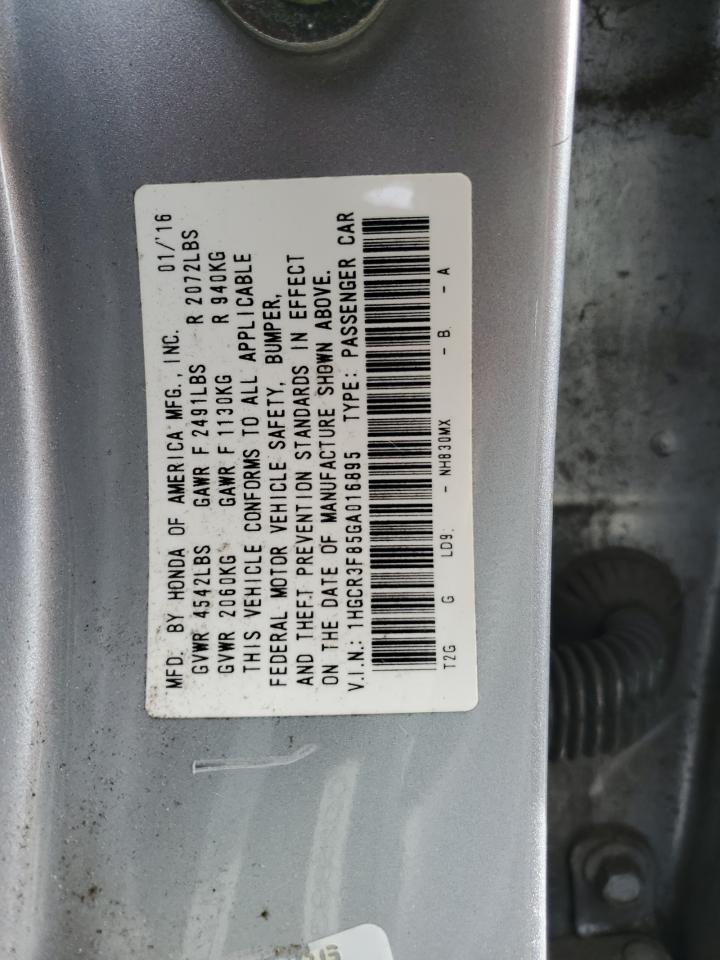 MFD. BY HONDA OF AMERICA MFG., INC. 01/'16
GVWR 4542LBS GAWR F 2491LBS R 2072LBS
GVWR 2060KG GAWR F 1130KG R 940KG
THIS VEHICLE CONFORMS TO ALL APPLICABLE
FEDERAL MOTOR VEHICLE SAFETY, BUMPER,
AND THEFT PREVENTION STANDARDS IN EFFECT
ON THE DATE OF MANUFACTURE SHOWN ABOVE.
V.I.N.: 1HGCR3F85GA016895 TYPE: PASSENGER CAR
T2G G LD9. - NH830MX - B. - A